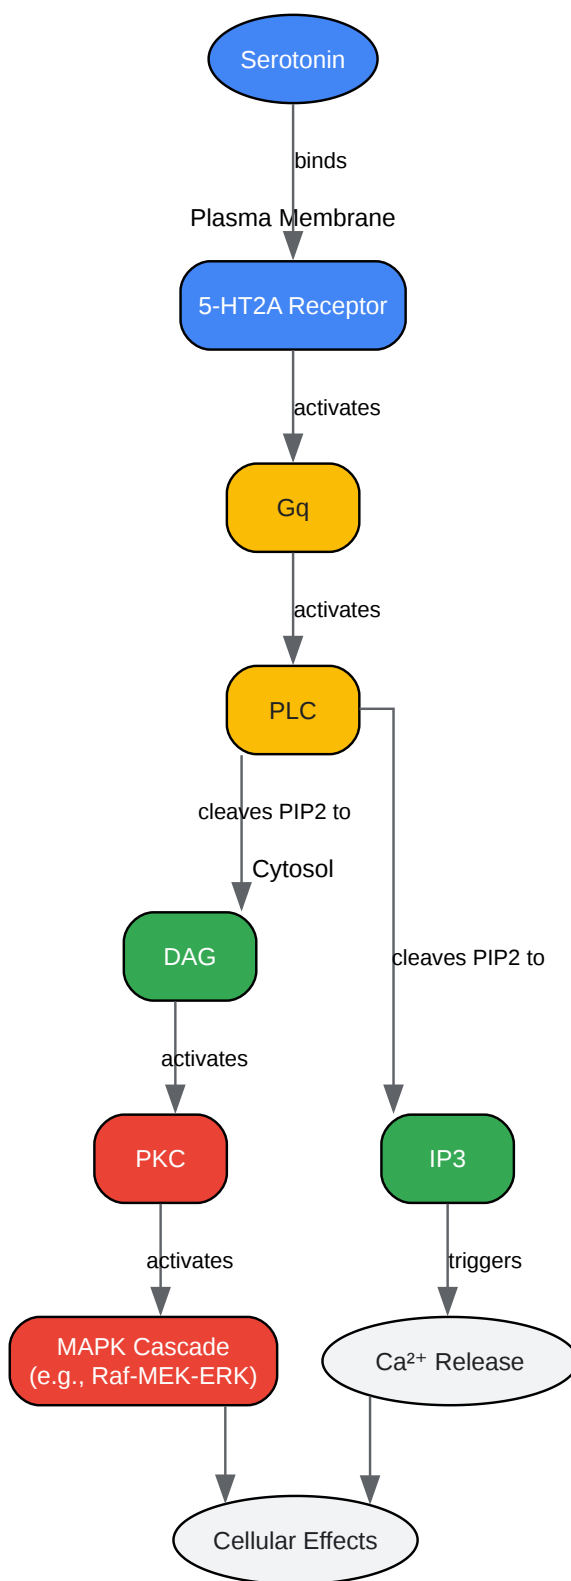 Serotonin
binds
Plasma Membrane
5-HT2A Receptor
activates
Gq
activates
PLC
cleaves PIP2 to
Cytosol
DAG
cleaves PIP2 to
activates
PKC
IP3
activates
triggers
MAPK Cascade
(e.g., Raf-MEK-ERK)
Ca²⁺ Release
Cellular Effects